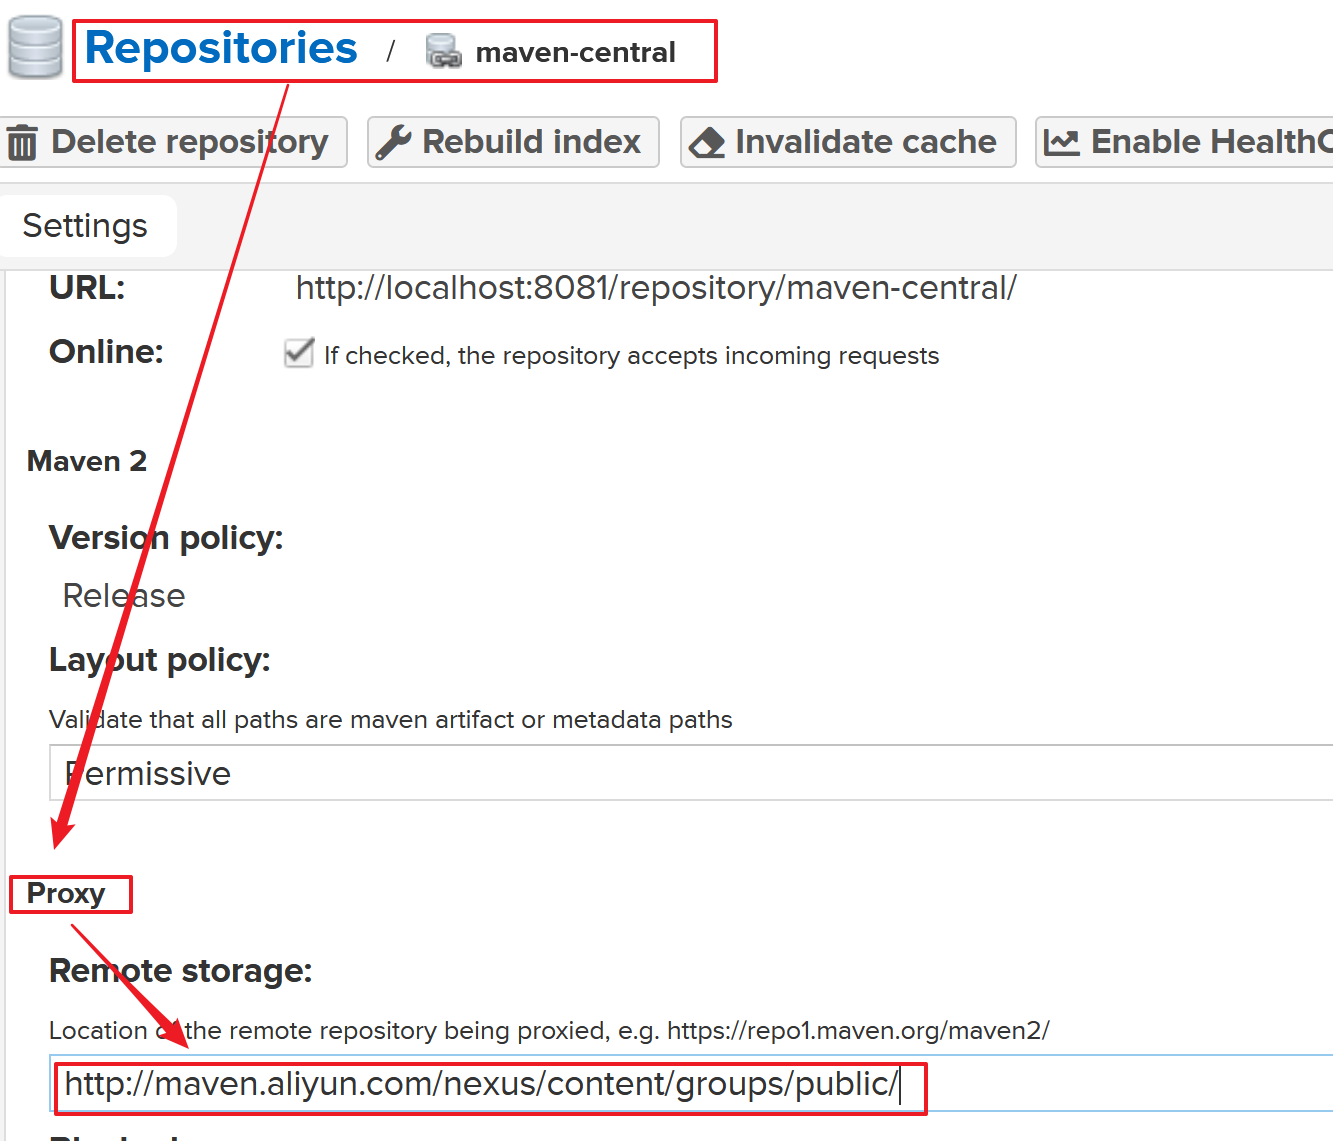 Repositories / maven-central
Delete repository Rebuild index Invalidate cache Enable HealthC
Settings
URL: http://localhost:8081/repository/maven-central/
Online: If checked, the repository accepts incoming requests
Maven 2
Version policy:
Release
Layout policy:
Validate that all paths are maven artifact or metadata paths
Permissive
Proxy
Remote storage:
Location of the remote repository being proxied, e.g. https://repo1.maven.org/maven2/
http://maven.aliyun.com/nexus/content/groups/public/